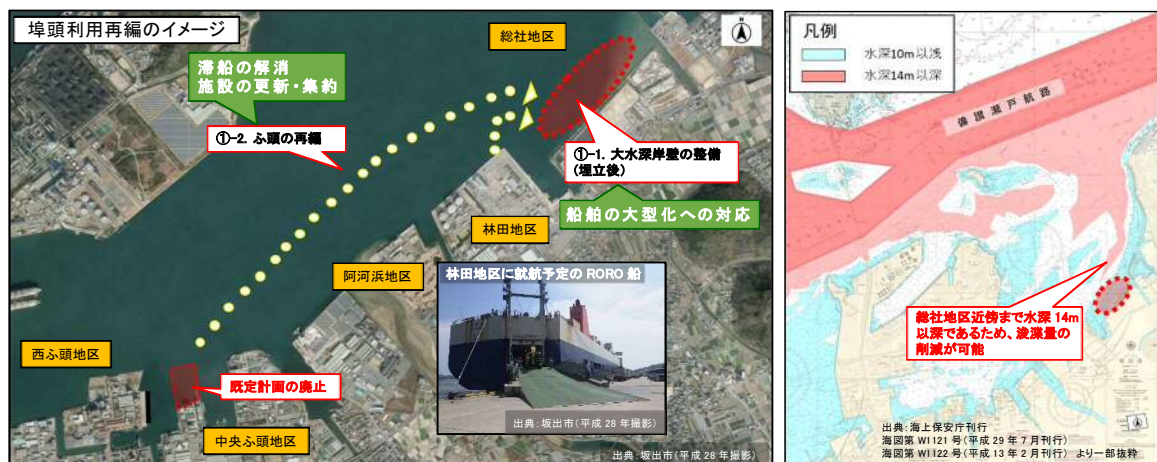 埠頭利用再編のイメージ
総社地区
滞船の解消
施設の更新・集約
①-2. ふ頭の再編
①-1. 大水深岸壁の整備
(埋立後)
船舶の大型化への対応
林田地区
阿河浜地区
林田地区に就航予定の RORO 船
出典：坂出市(平成 28 年撮影)
西ふ頭地区
既定計画の廃止
中央ふ頭地区
出典：坂出市(平成 28 年撮影)
凡例
水深10m以浅
水深14m以深
備讃瀬戸航路
総社地区近傍まで水深 14m
以深であるため、浚渫量の
削減が可能
出典：海上保安庁刊行
海図第 W1121 号(平成 29 年 7 月刊行)
海図第 W1122 号(平成 13 年 2 月刊行) より一部抜粋